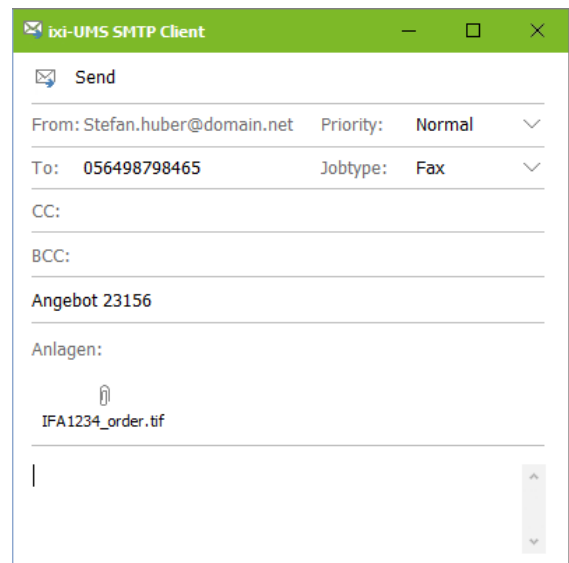 ixi-UMS SMTP Client
Send
From: Stefan.huber@domain.net Priority: Normal
To: 056498798465 Jobtype: Fax
CC:
BCC:
Angebot 23156
Anlagen:
IFA1234_order.tif